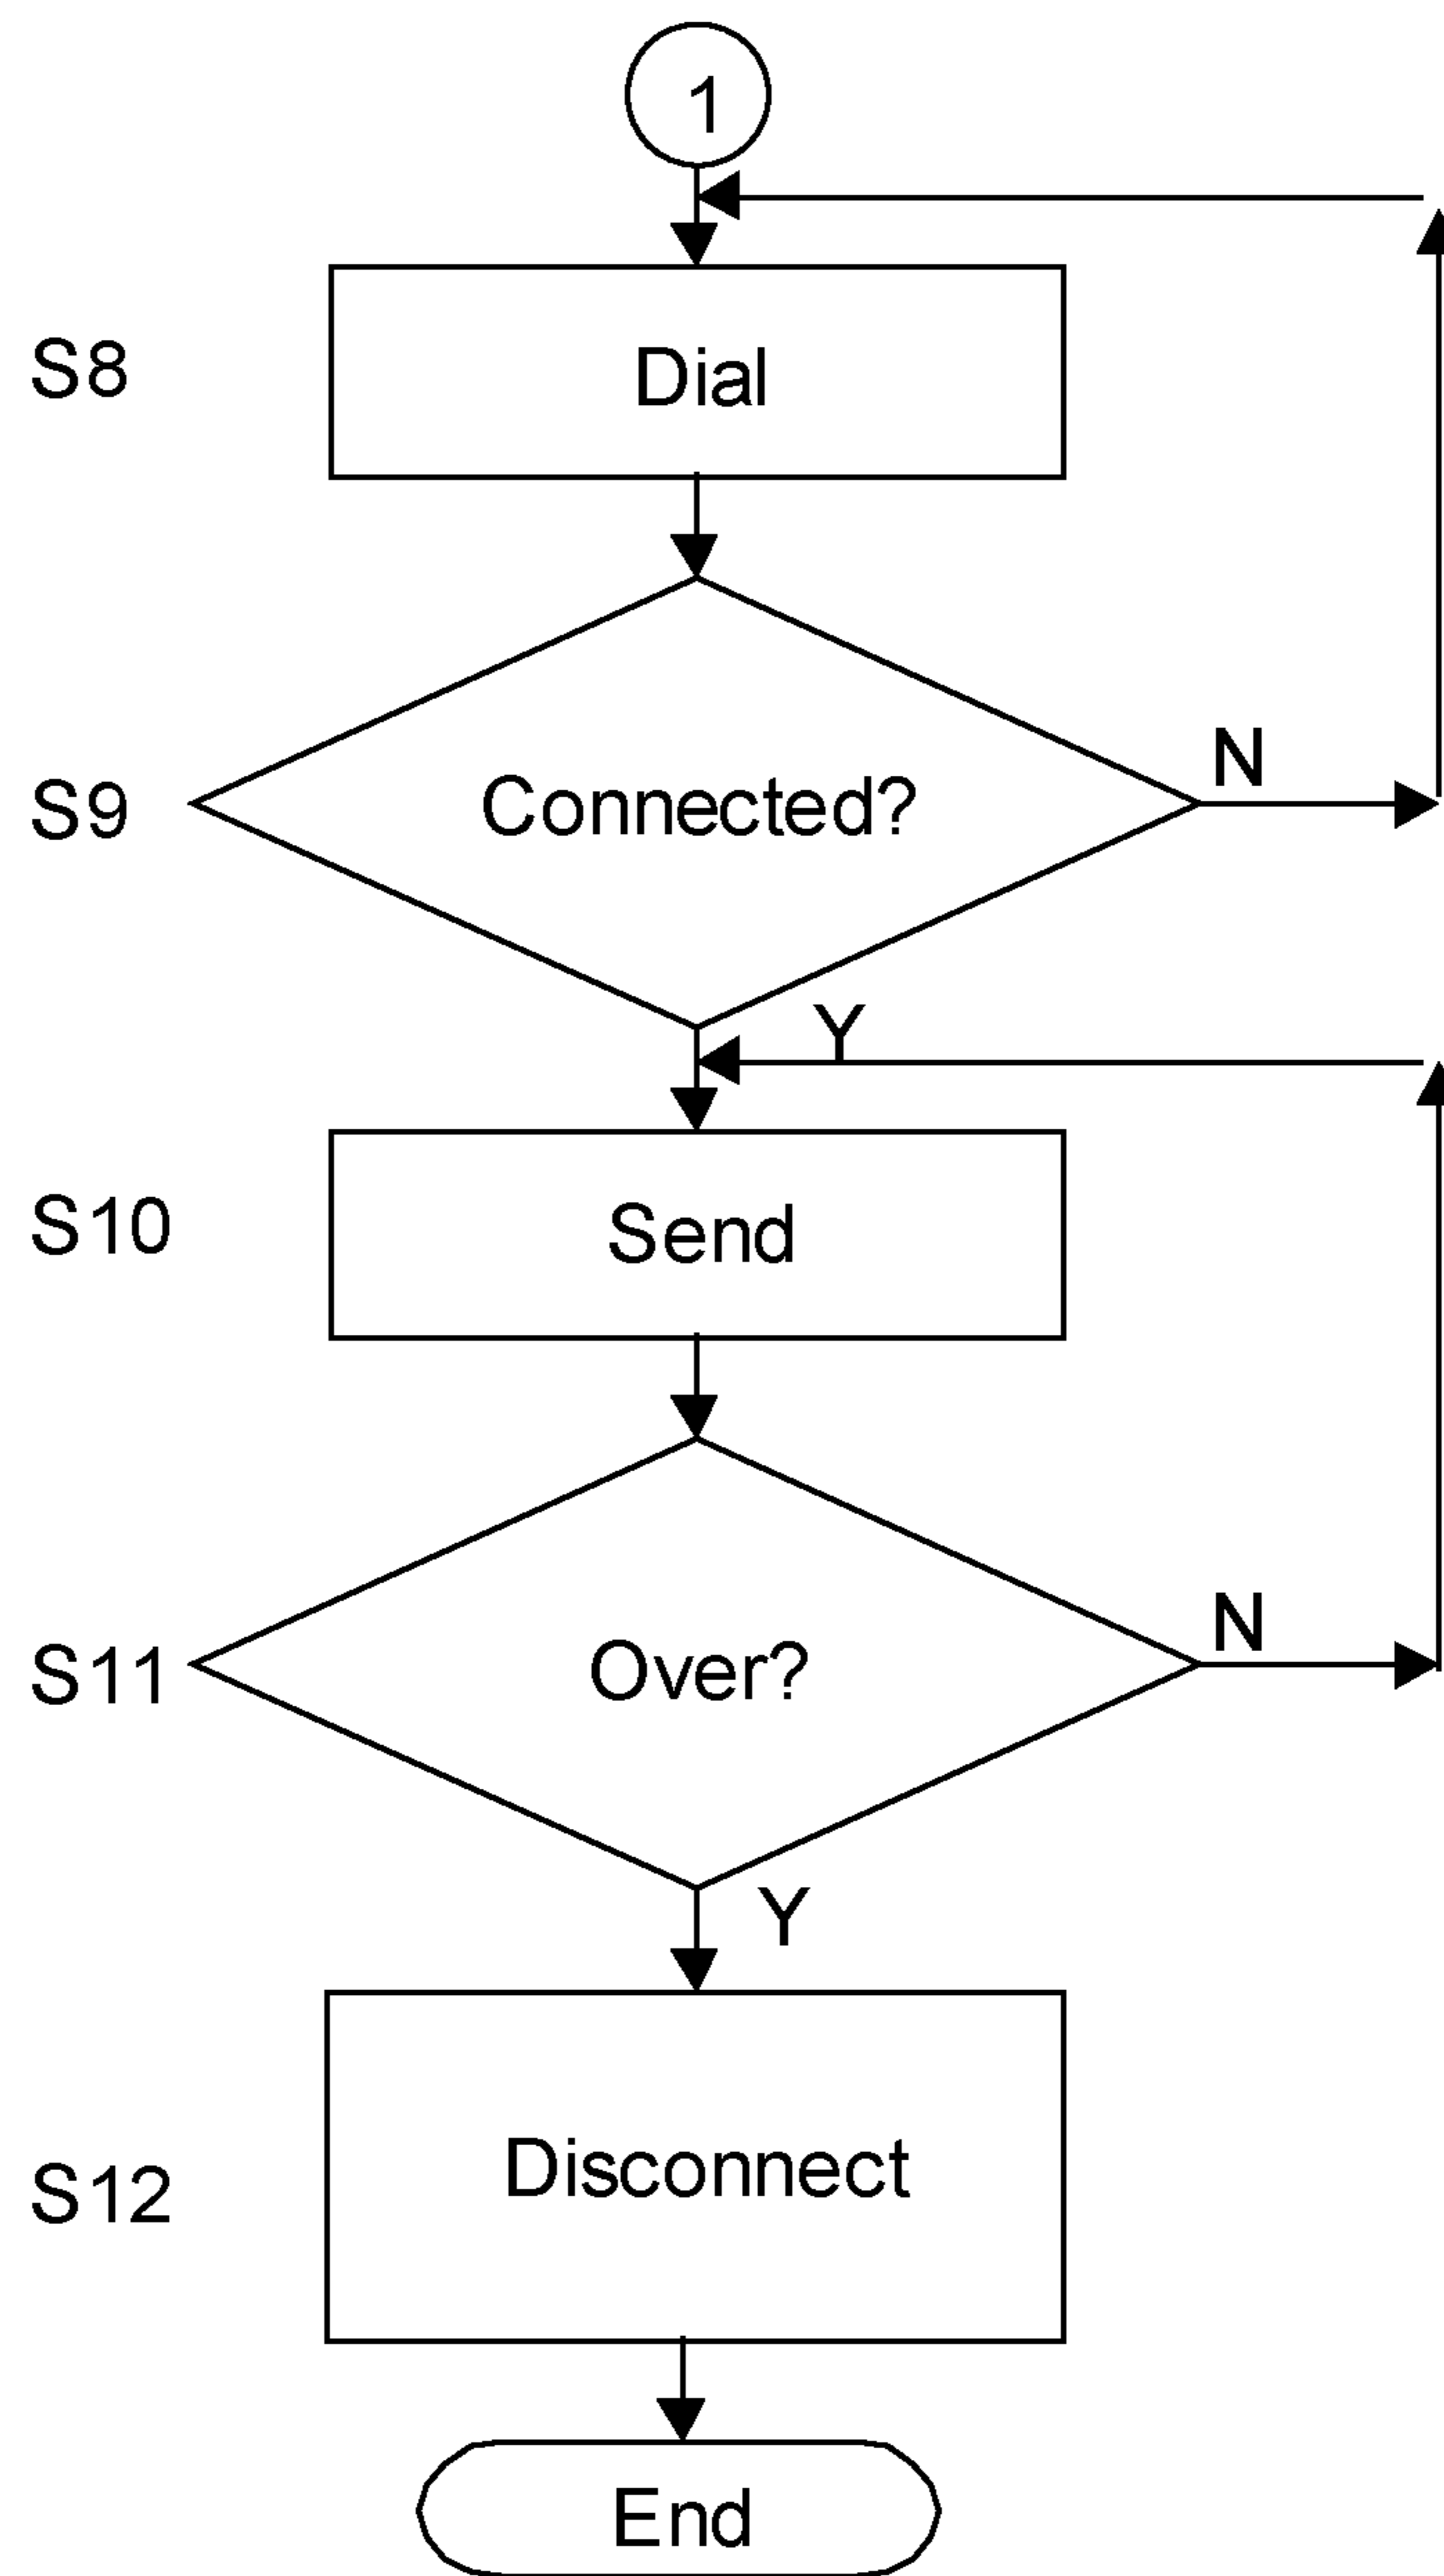 1
S8
Dial
S9
Connected?
N
Y
S10
Send
S11
Over?
N
Y
S12
Disconnect
End